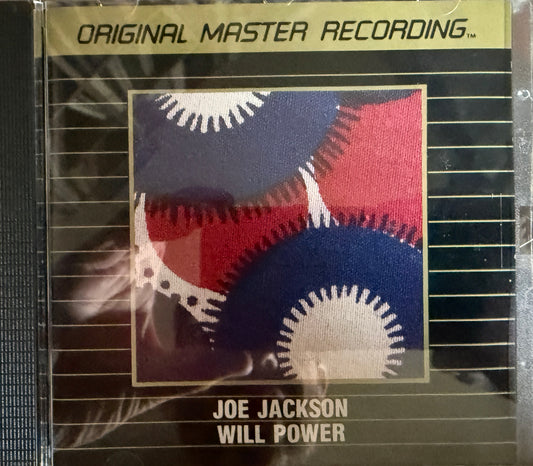 ORIGINAL MASTER RECORDING™
JOE JACKSON
WILL POWER